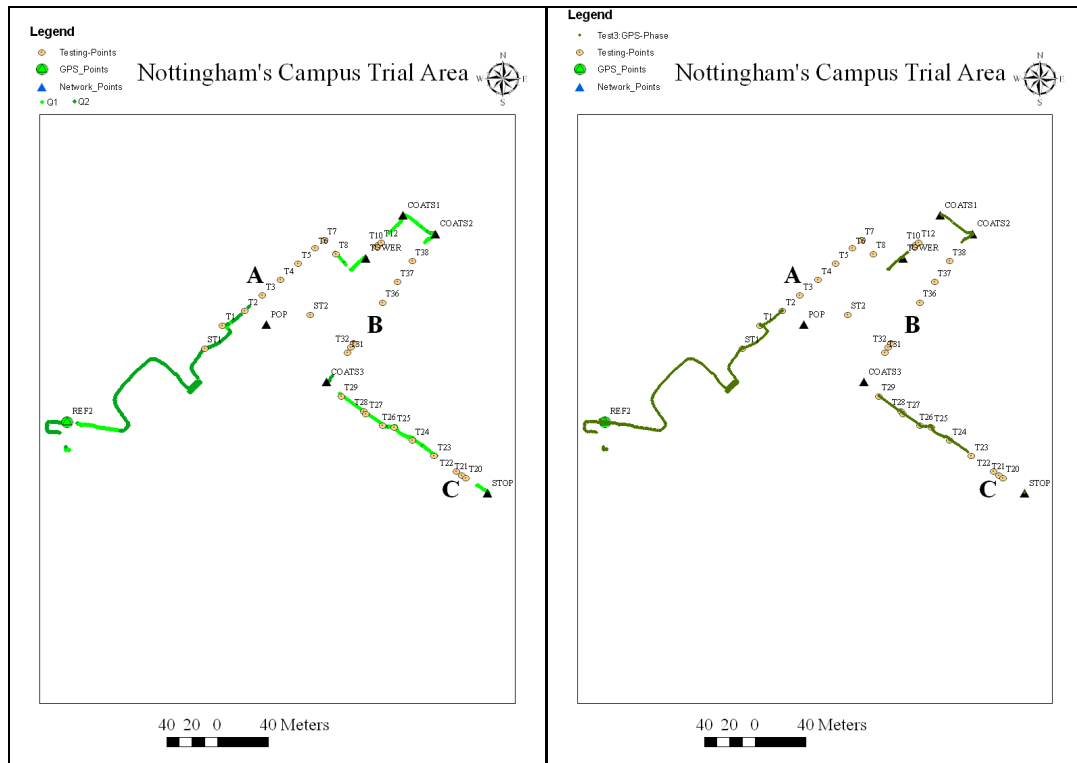 Legend
Testing-Points
GPS_Points
Network_Points
Q1 Q2
Nottingham's Campus Trial Area
N
W E
S
COATS1
COATS2
T7
T6
T8
T10
T12
TOWER
T5
T38
T4
A
T37
T3
T36
T2
ST2
T1
POP
B
ST1
T32
T31
COATS3
T29
T28
T27
REF2
T26
T25
T24
T23
T22
T21
T20
C
STOP
40 20 0 40 Meters
Legend
Test3:GPS-Phase
Testing-Points
GPS_Points
Network_Points
Nottingham's Campus Trial Area
N
W E
S
COATS1
COATS2
T7
T6
T8
T10
T12
TOWER
T5
T38
T4
A
T37
T3
T36
T2
ST2
T1
POP
B
ST1
T32
T31
COATS3
T29
T28
T27
REF2
T26
T25
T24
T23
T22
T21
T20
C
STOP
40 20 0 40 Meters